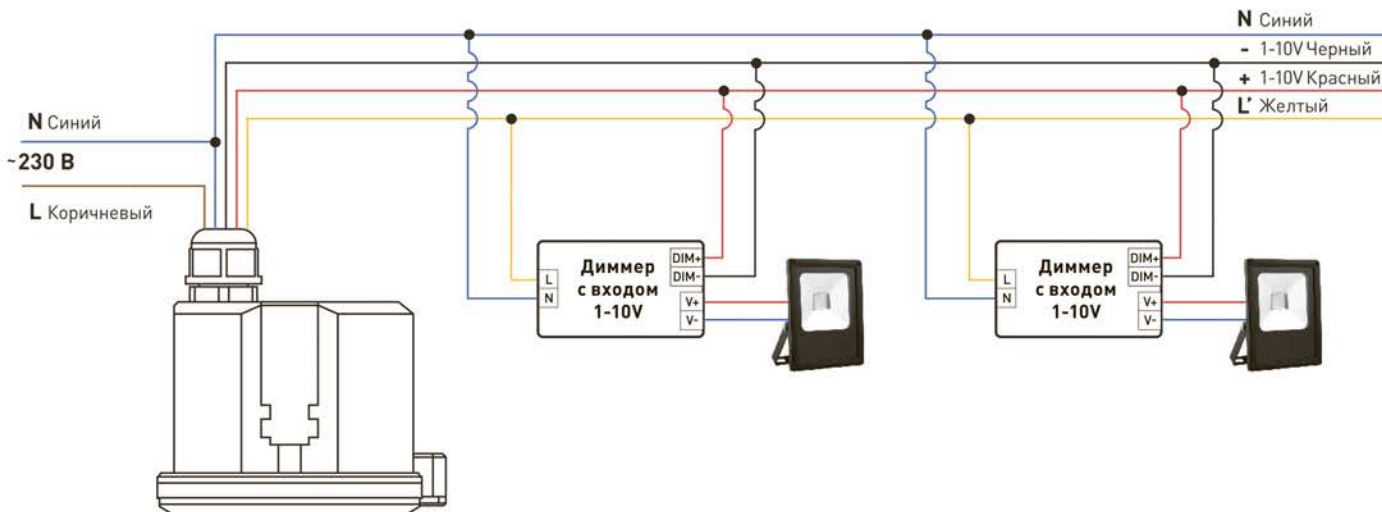 N Синий
- 1-10V Черный
+ 1-10V Красный
L’ Желтый
N Синий
~230 В
L Коричневый
Диммер
с входом
1-10V
L
N
DIM+
DIM-
V+
V-
Диммер
с входом
1-10V
L
N
DIM+
DIM-
V+
V-